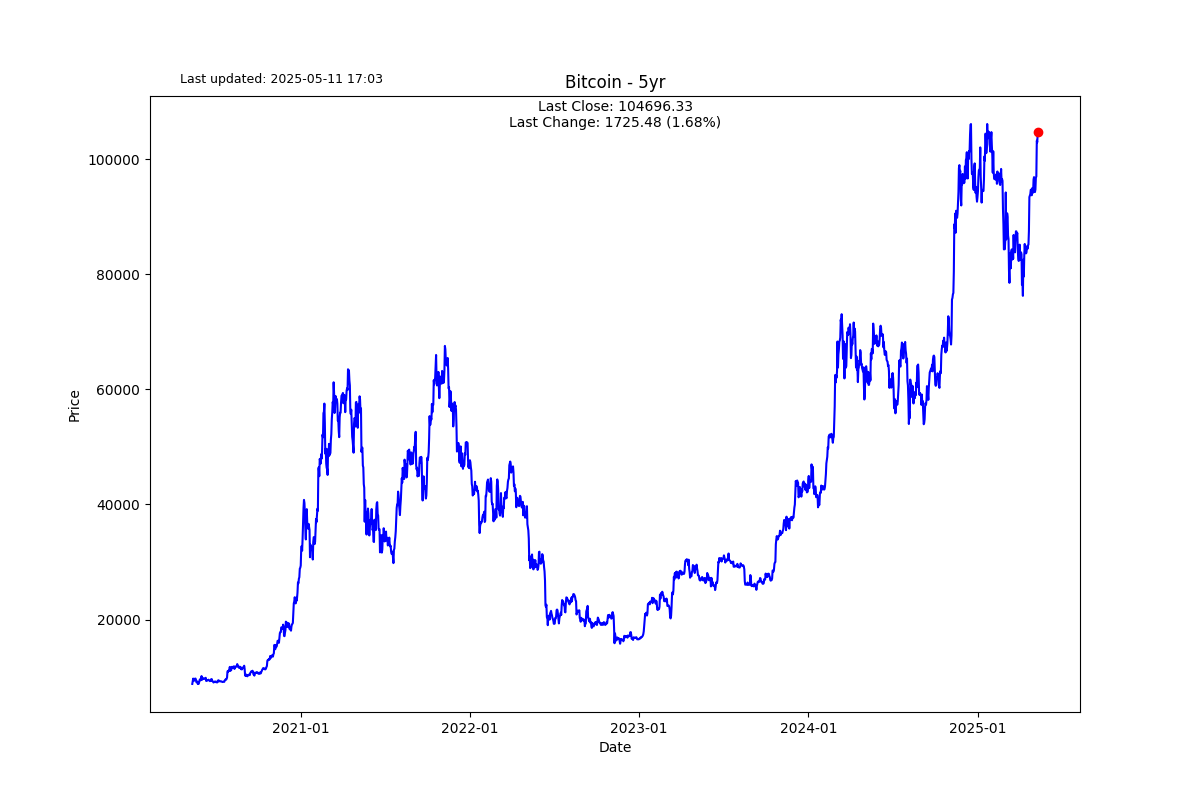 Last updated: 2025-05-11 17:03
Bitcoin - 5yr
Last Close: 104696.33
Last Change: 1725.48 (1.68%)
100000
80000
60000
40000
20000
Price
2021-01
2022-01
2023-01
2024-01
2025-01
Date